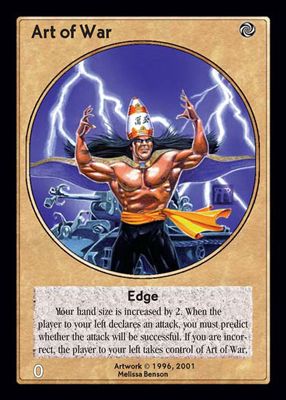 Art of War
Edge
Your hand size is increased by 2. When the
player to your left declares an attack, you must predict
whether the attack will be successful. If you are incor-
rect, the player to your left takes control of Art of War.
0
Artwork © 1996, 2001
Melissa Benson